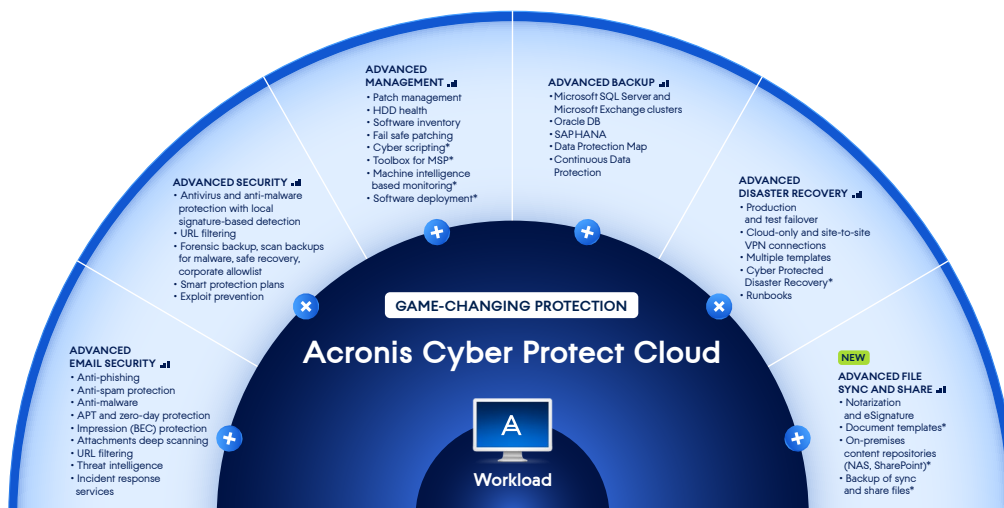 ADVANCED
MANAGEMENT
• Patch management
• HDD health
• Software inventory
• Fail safe patching
• Cyber scripting*
• Toolbox for MSP*
• Machine intelligence
based monitoring*
• Software deployment*
ADVANCED BACKUP
• Microsoft SQL Server and
Microsoft Exchange clusters
• Oracle DB
• SAP HANA
• Data Protection Map
• Continuous Data
Protection
ADVANCED SECURITY
• Antivirus and anti-malware
protection with local
signature-based detection
• URL filtering
• Forensic backup, scan backups
for malware, safe recovery,
corporate allowlist
• Smart protection plans
• Exploit prevention
ADVANCED
DISASTER RECOVERY
• Production
and test failover
• Cloud-only and site-to-site
VPN connections
• Multiple templates
• Cyber Protected
Disaster Recovery*
• Runbooks
GAME-CHANGING PROTECTION
Acronis Cyber Protect Cloud
A
Workload
ADVANCED
EMAIL SECURITY
• Anti-phishing
• Anti-spam protection
• Anti-malware
• APT and zero-day protection
• Impression (BEC) protection
• Attachments deep scanning
• URL filtering
• Threat intelligence
• Incident response
services
NEW
ADVANCED FILE
SYNC AND SHARE
• Notarization
and eSignature
• Document templates*
• On-premises
content repositories
(NAS, SharePoint)*
• Backup of sync
and share files*